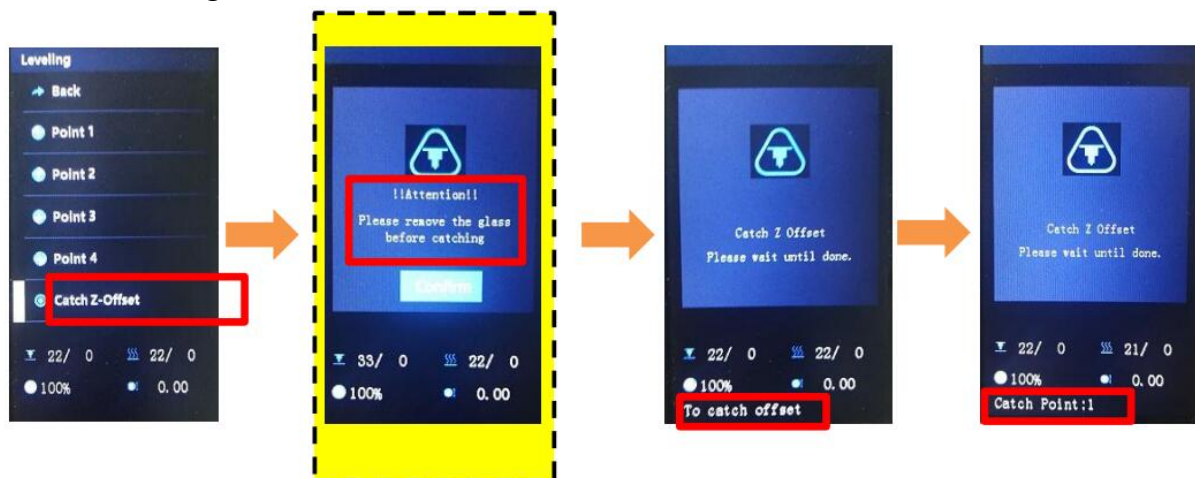 Leveling
Back
Point 1
Point 2
Point 3
Point 4
Catch Z-Offset
22/ 0 22/ 0
100% 0.00
!!Attention!!
Please remove the glass
before catching
Confirm
33/ 0 22/ 0
100% 0.00
Catch Z Offset
Please wait until done.
22/ 0 22/ 0
100% 0.00
To catch offset
Catch Z Offset
Please wait until done.
22/ 0 21/ 0
100% 0.00
Catch Point:1